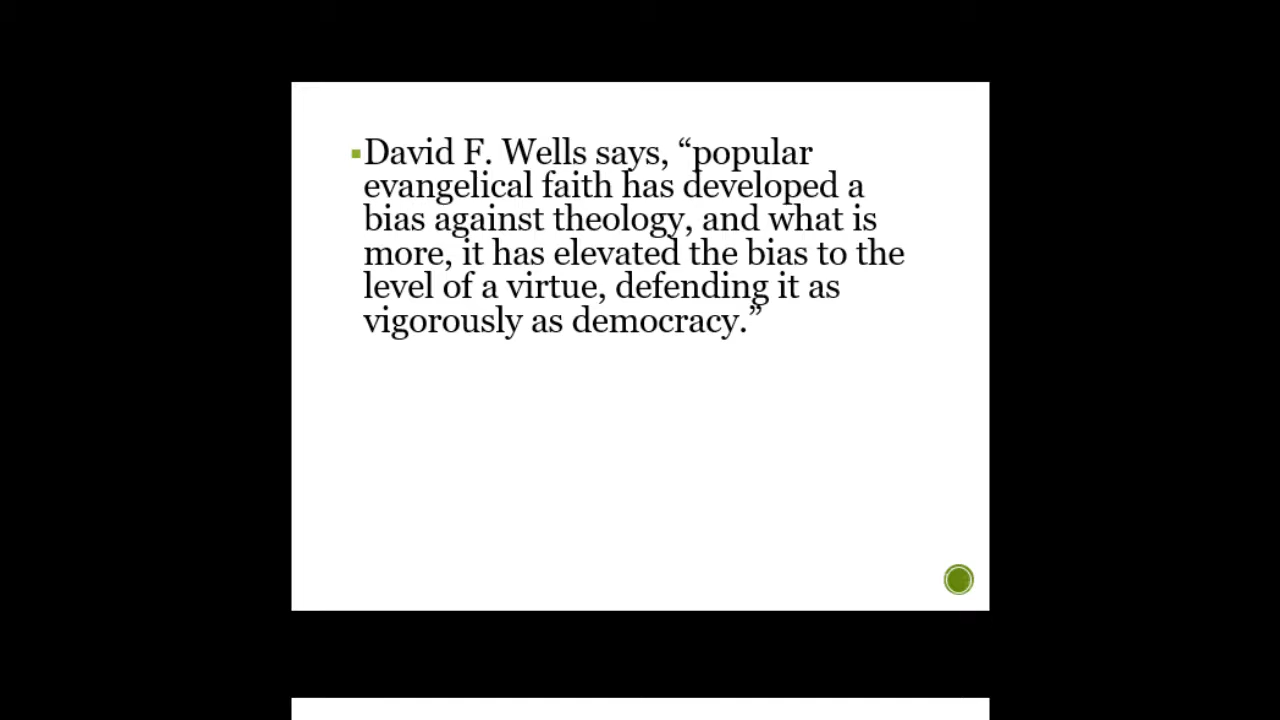 ▪David F. Wells says, “popular
evangelical faith has developed a
bias against theology, and what is
more, it has elevated the bias to the
level of a virtue, defending it as
vigorously as democracy.”